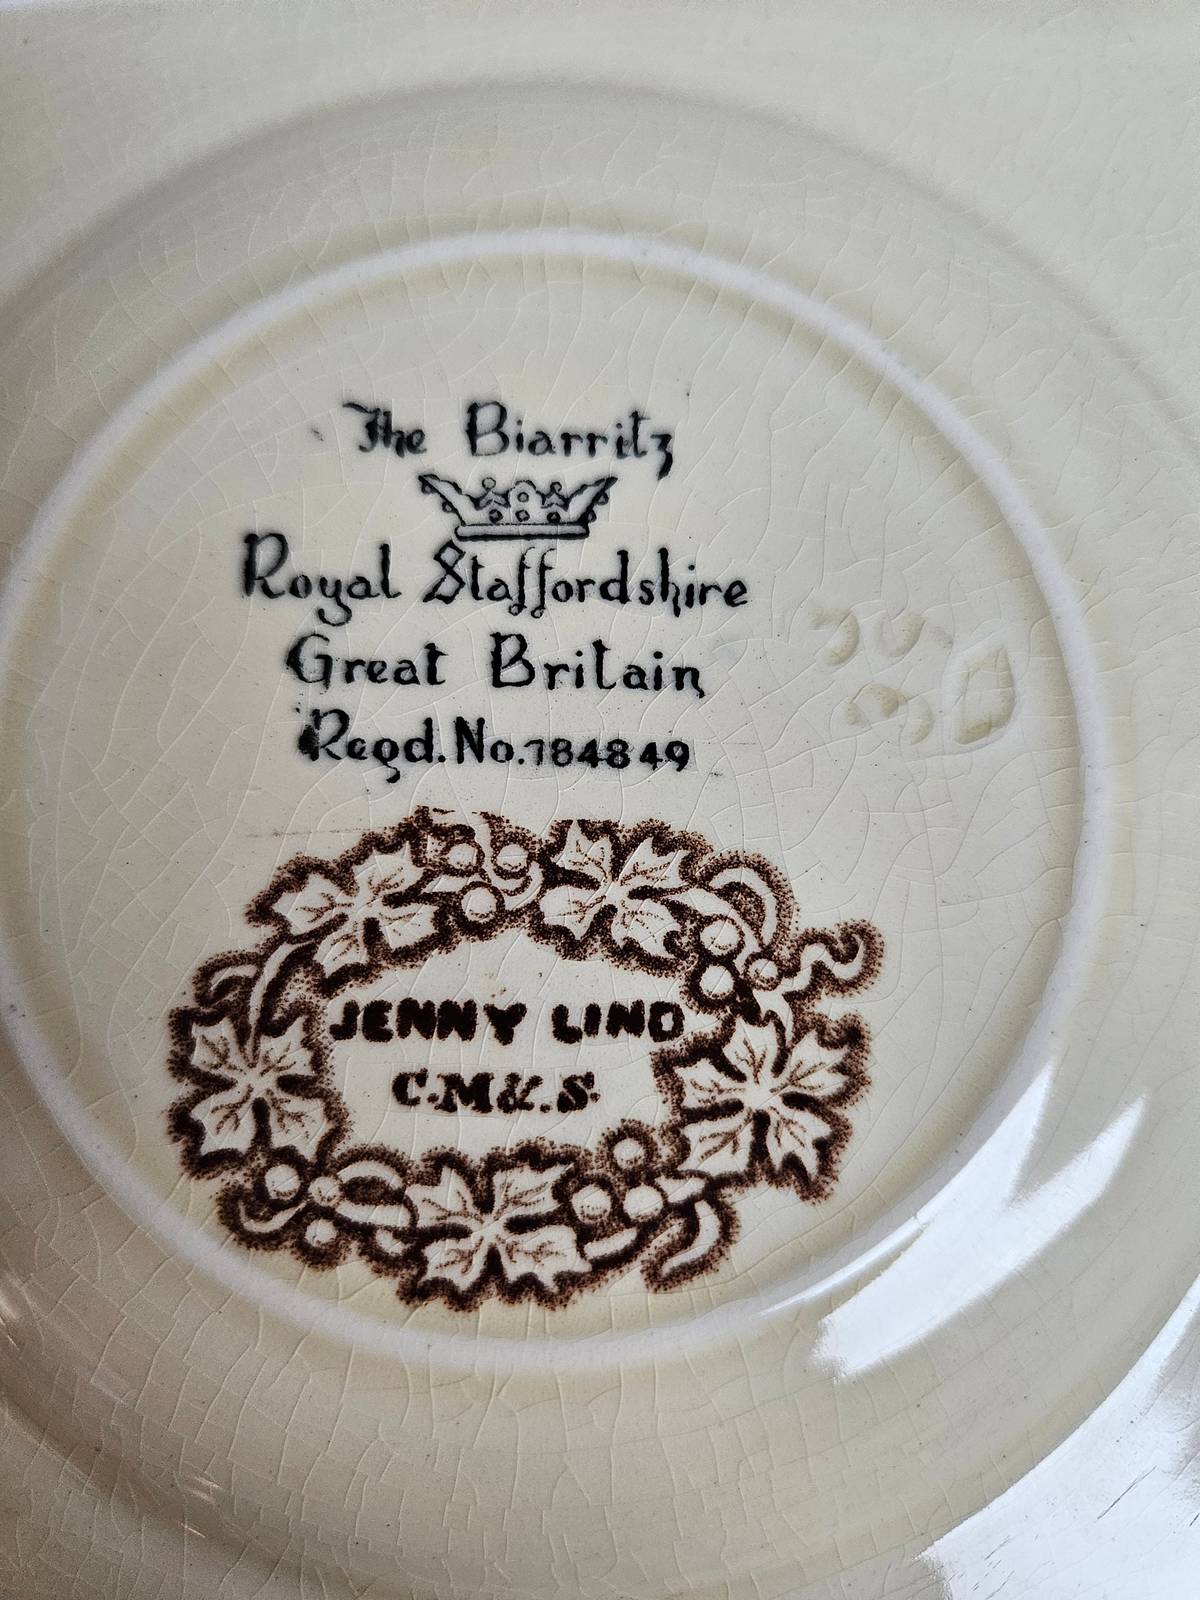 The Biarritz
Royal Staffordshire
Great Britain
Regd. No. 784849
JENNY LIND
C.M.&.S.